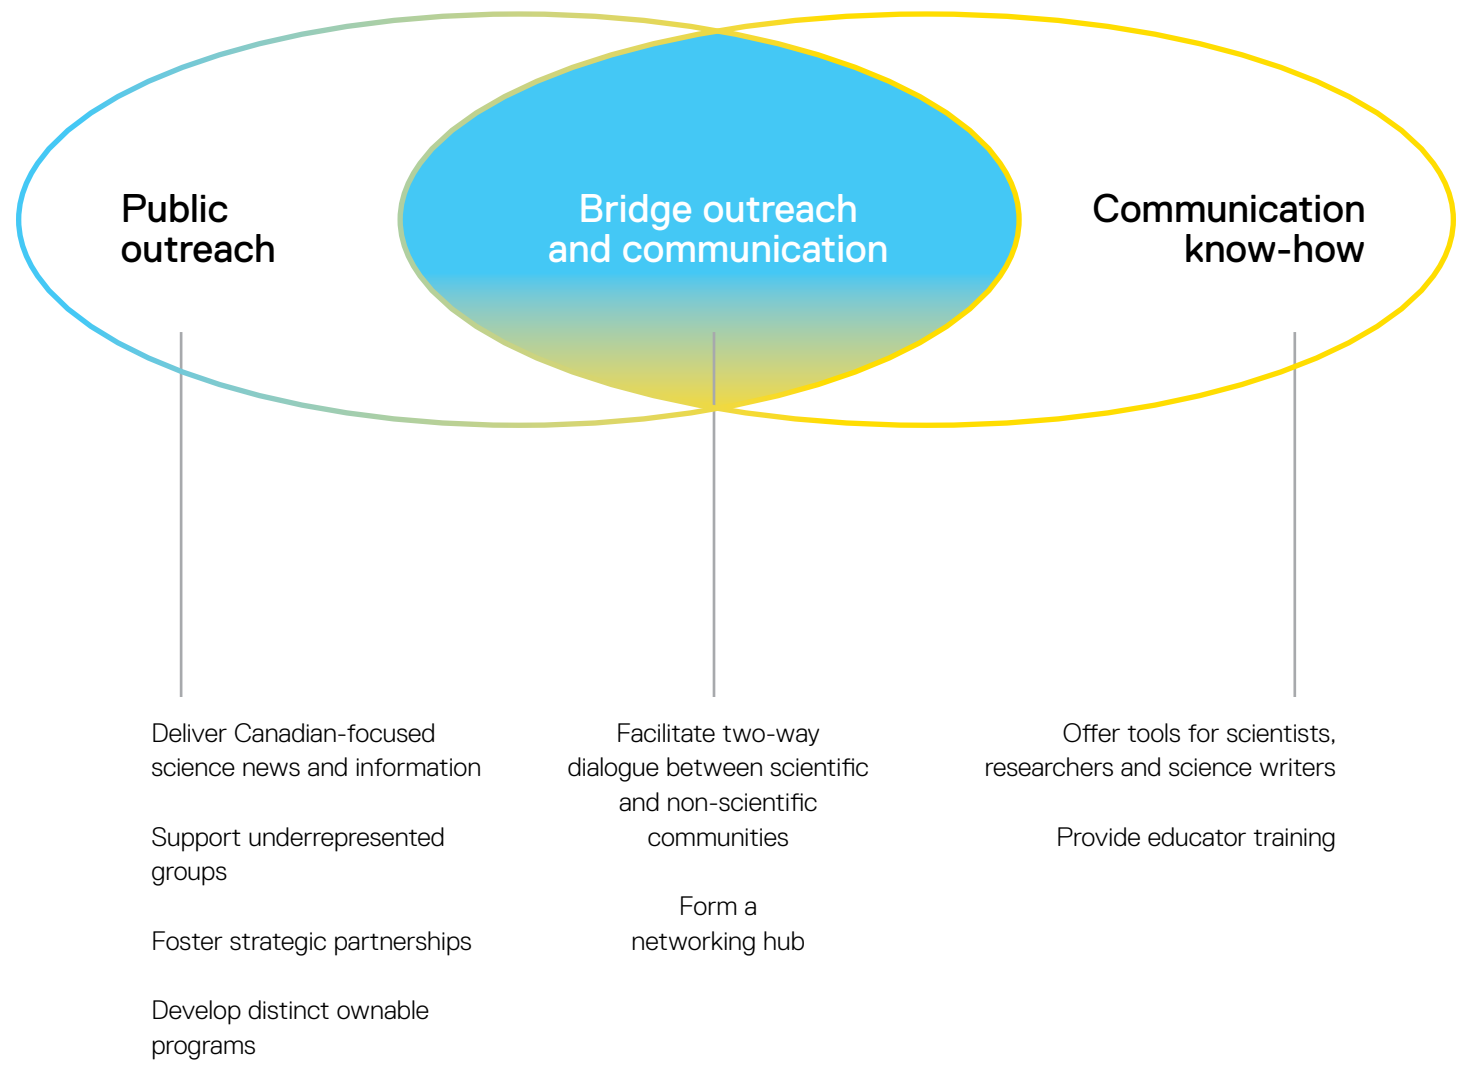 Public
outreach
Bridge outreach
and communication
Communication
know-how
Deliver Canadian-focused
science news and information
Support underrepresented
groups
Foster strategic partnerships
Develop distinct ownable
programs
Facilitate two-way
dialogue between scientific
and non-scientific
communities
Form a
networking hub
Offer tools for scientists,
researchers and science writers
Provide educator training